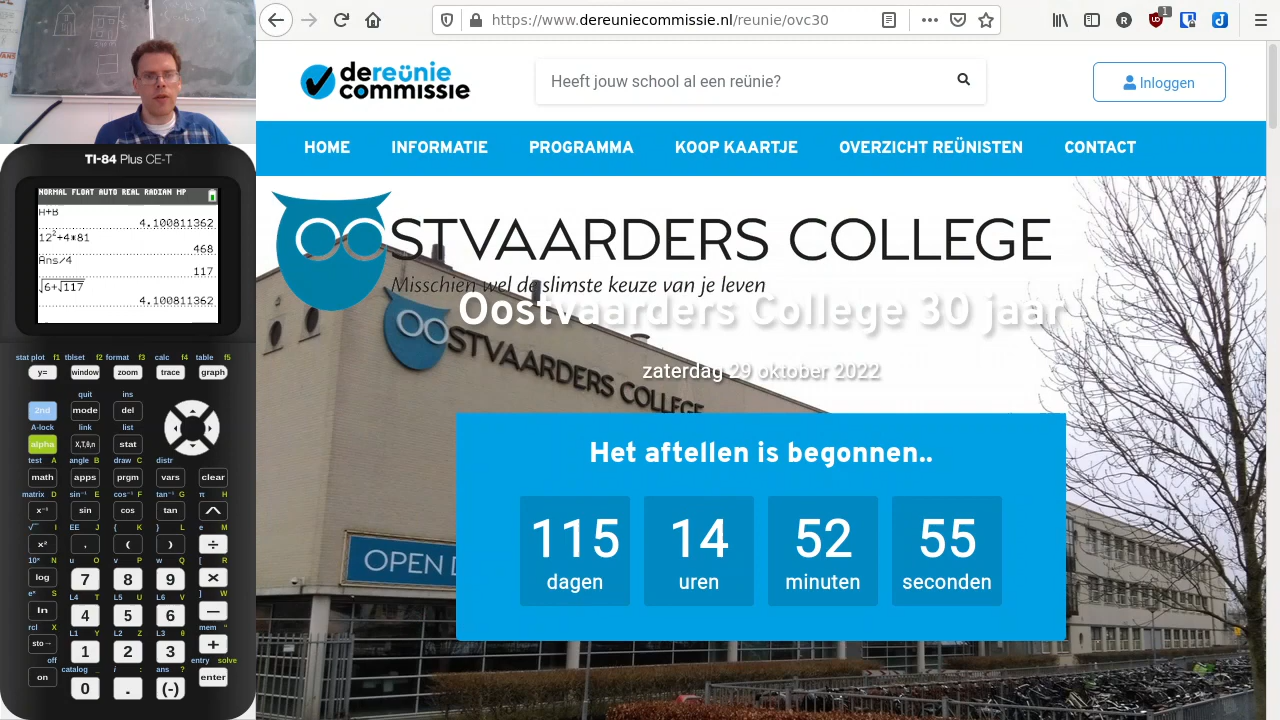 https://www.dereuniecommissie.nl/reunie/ovc30
1
dereünie
commissie
Heeft jouw school al een reünie?
Inloggen
HOME INFORMATIE PROGRAMMA KOOP KAARTJE OVERZICHT REÜNISTEN CONTACT
OOSTVAARDERS COLLEGE
Misschien wel de slimste keuze van je leven
Oostvaarders College 30 jaar
zaterdag 29 oktober 2022
OOSTVAARDERS COLLEGE
OPEN D
Het aftellen is begonnen..
115 14 52 55
dagen uren minuten seconden
TI-84 Plus CE-T
NORMAL FLOAT AUTO REAL RADIAN MP
A+B
4.100811362
12²+4*81
468
Ans/4
117
√6+√117
4.100811362
stat plot f1 tblset f2 format f3 calc f4 table f5
y= window zoom trace graph
quit ins
2nd mode del
A-lock link list
alpha X,T,θ,n stat
test A angle B draw C distr
math apps prgm vars clear
matrix D sin⁻¹ E cos⁻¹ F tan⁻¹ G π H
x⁻¹ sin cos tan ^
√ I EE J { K } L e M
x² , ( ) ÷
10ˣ N u O v P w Q [ R
log 7 8 9 ×
eˣ S L4 T L5 U L6 V ] W
ln 4 5 6 —
rcl X L1 Y L2 Z L3 θ mem "
sto→ 1 2 3 +
off catalog _ i : ans ? entry solve
on 0 . (-) enter